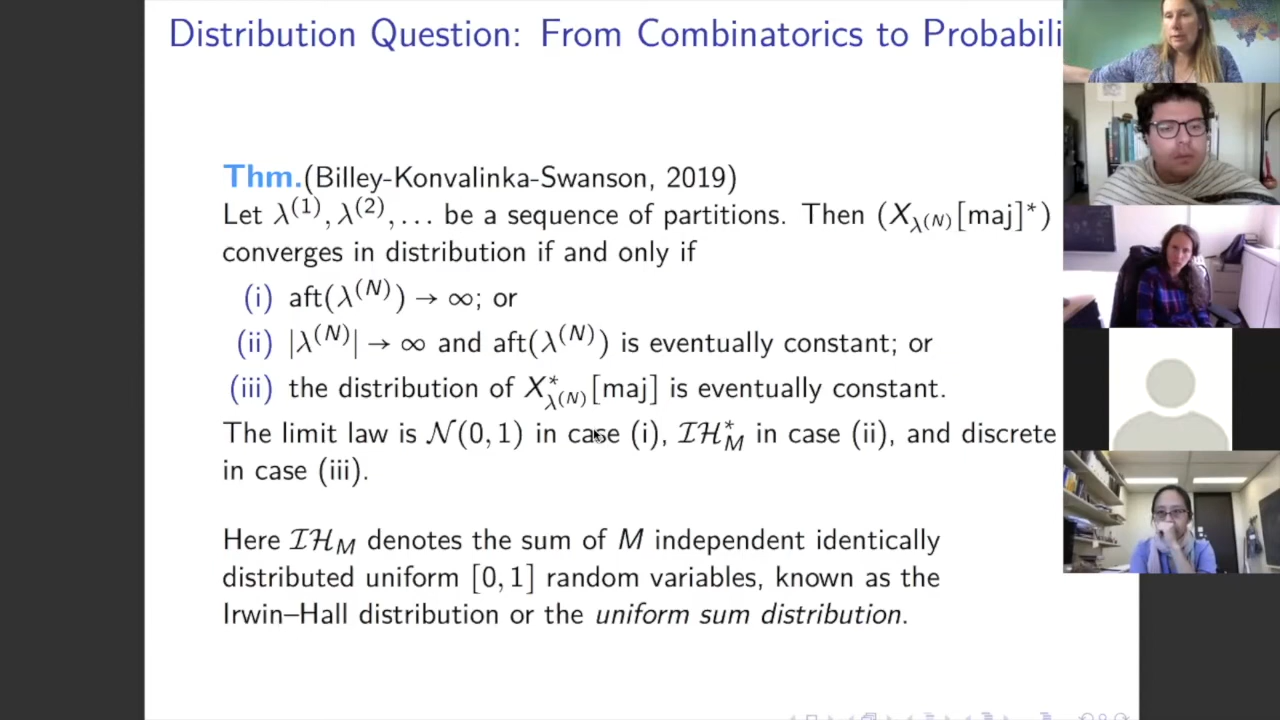 Distribution Question: From Combinatorics to Probabili
Thm.(Billey-Konvalinka-Swanson, 2019)
Let λ⁽¹⁾, λ⁽²⁾, … be a sequence of partitions. Then (X_{λ^{(N)}}[maj]*)
converges in distribution if and only if
(i) aft(λ^{(N)}) → ∞; or
(ii) |λ^{(N)}| → ∞ and aft(λ^{(N)}) is eventually constant; or
(iii) the distribution of X*_{λ^{(N)}}[maj] is eventually constant.
The limit law is 𝒩(0, 1) in case (i), ℐℋ*_M in case (ii), and discrete
in case (iii).
Here ℐℋ_M denotes the sum of M independent identically
distributed uniform [0, 1] random variables, known as the
Irwin–Hall distribution or the uniform sum distribution.